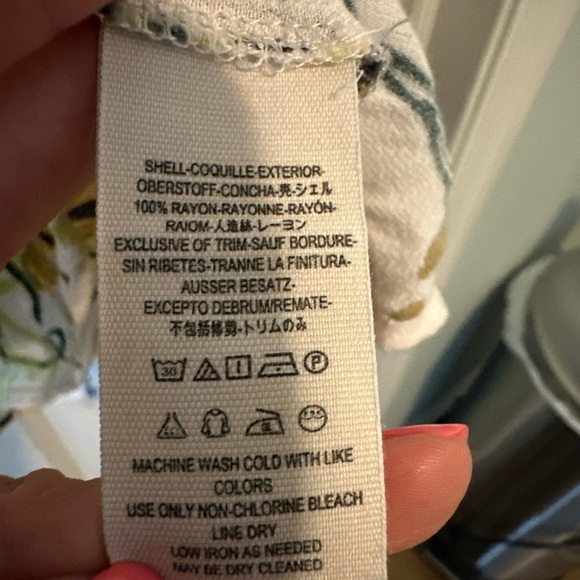 SHELL-COQUILLE-EXTERIOR-
OBERSTOFF-CONCHA-売-シェル
100% RAYON-RAYONNE-RAYÓN-
RAIOM-人造絲-レーヨン
EXCLUSIVE OF TRIM-SAUF BORDURE-
SIN RIBETES-TRANNE LA FINITURA-
AUSSER BESATZ-
EXCEPTO DEBRUM/REMATE-
不包括修剪-トリムのみ
30 P
MACHINE WASH COLD WITH LIKE
COLORS
USE ONLY NON-CHLORINE BLEACH
LINE DRY
LOW IRON AS NEEDED
MAY BE DRY CLEANED